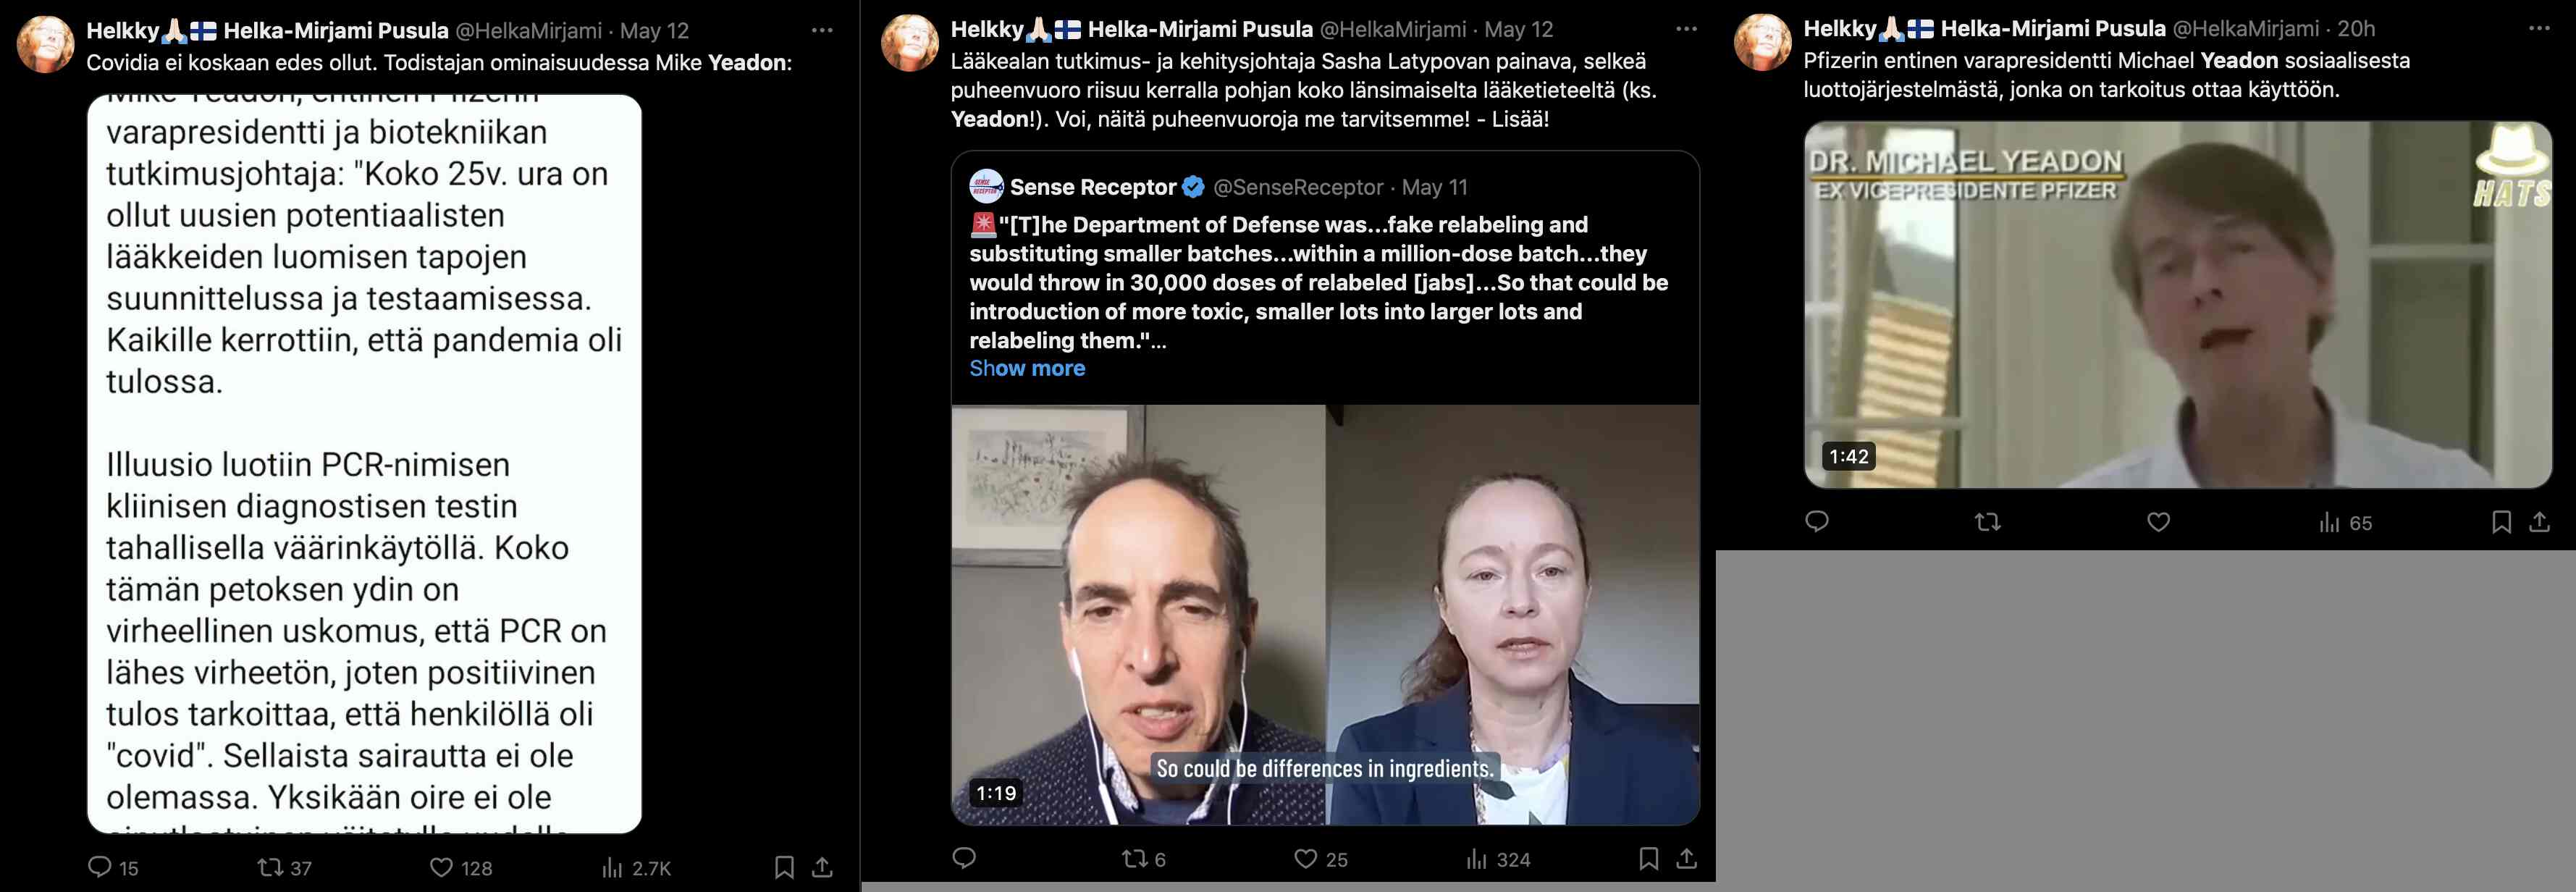 Helkky🙏🏻🇫🇮 Helka-Mirjami Pusula @HelkaMirjami · May 12
Covidia ei koskaan edes ollut. Todistajan ominaisuudessa Mike Yeadon:
Mike Yeadon, entinen Pfizerin
varapresidentti ja biotekniikan
tutkimusjohtaja: "Koko 25v. ura on
ollut uusien potentiaalisten
lääkkeiden luomisen tapojen
suunnittelussa ja testaamisessa.
Kaikille kerrottiin, että pandemia oli
tulossa.
Illuusio luotiin PCR-nimisen
kliinisen diagnostisen testin
tahallisella väärinkäytöllä. Koko
tämän petoksen ydin on
virheellinen uskomus, että PCR on
lähes virheetön, joten positiivinen
tulos tarkoittaa, että henkilöllä oli
"covid". Sellaista sairautta ei ole
olemassa. Yksikään oire ei ole
15 37 128 2.7K
Helkky🙏🏻🇫🇮 Helka-Mirjami Pusula @HelkaMirjami · May 12
Lääkealan tutkimus- ja kehitysjohtaja Sasha Latypovan painava, selkeä
puheenvuoro riisuu kerralla pohjan koko länsimaiselta lääketieteeltä (ks.
Yeadon!). Voi, näitä puheenvuoroja me tarvitsemme! - Lisää!
SENSE
RECEPTOR
Sense Receptor @SenseReceptor · May 11
🚨"[T]he Department of Defense was...fake relabeling and
substituting smaller batches...within a million-dose batch...they
would throw in 30,000 doses of relabeled [jabs]...So that could be
introduction of more toxic, smaller lots into larger lots and
relabeling them."...
Show more
So could be differences in ingredients.
1:19
6 25 324
Helkky🙏🏻🇫🇮 Helka-Mirjami Pusula @HelkaMirjami · 20h
Pfizerin entinen varapresidentti Michael Yeadon sosiaalisesta
luottojärjestelmästä, jonka on tarkoitus ottaa käyttöön.
DR. MICHAEL YEADON
EX VICEPRESIDENTE PFIZER
HATS
1:42
65